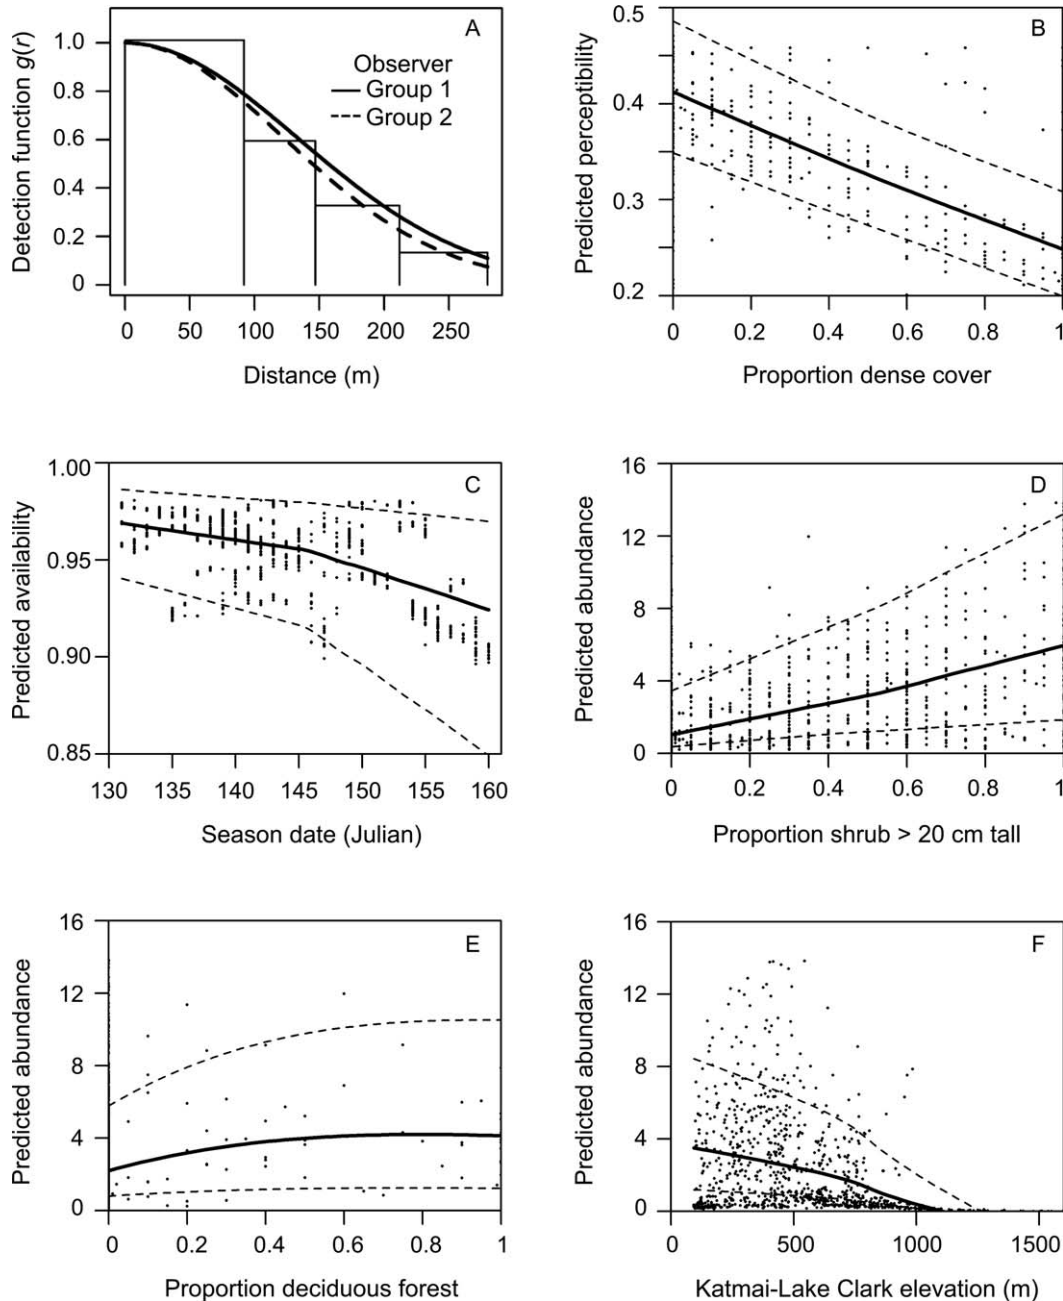 A
Detection function g(r)
1.0
0.8
0.6
0.4
0.2
0
Observer
Group 1
Group 2
0 50 100 150 200 250
Distance (m)
B
Predicted perceptibility
0.5
0.4
0.3
0.2
0 0.2 0.4 0.6 0.8 1
Proportion dense cover
C
Predicted availability
1.00
0.95
0.90
0.85
130 135 140 145 150 155 160
Season date (Julian)
D
Predicted abundance
16
12
8
4
0
0 0.2 0.4 0.6 0.8 1
Proportion shrub > 20 cm tall
E
Predicted abundance
16
12
8
4
0
0 0.2 0.4 0.6 0.8 1
Proportion deciduous forest
F
Predicted abundance
16
12
8
4
0
0 500 1000 1500
Katmai-Lake Clark elevation (m)